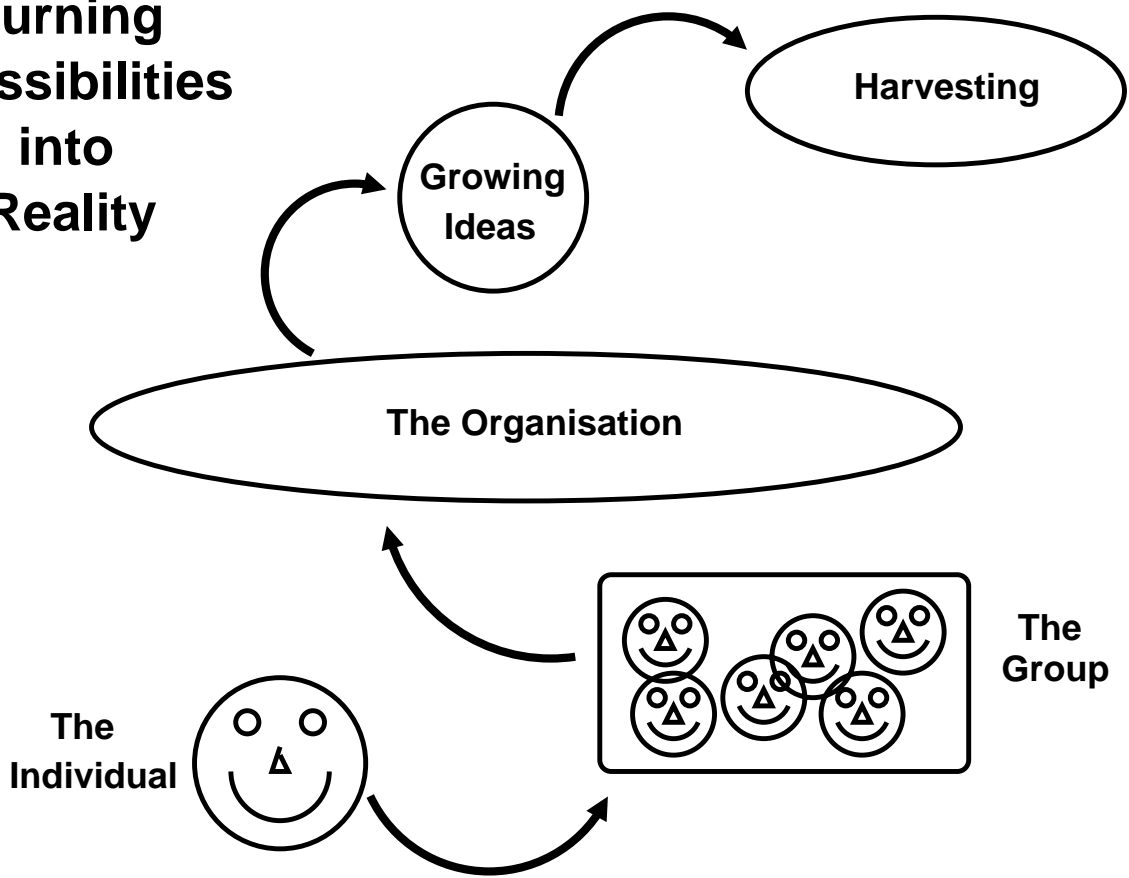 urning
ssibilities
into
Reality
Harvesting
Growing
Ideas
The Organisation
The
Group
The
Individual